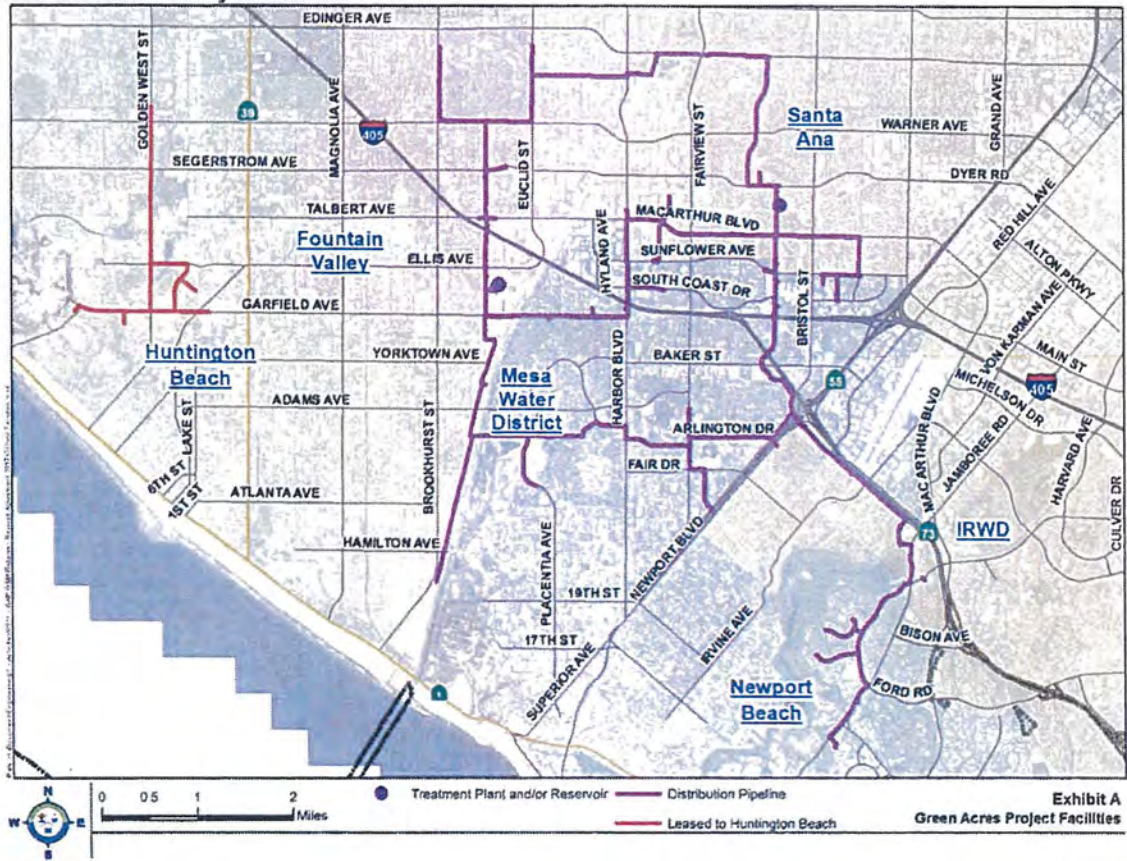 EDINGER AVE
GOLDEN WEST ST
39
MAGNOLIA AVE
405
EUCLID ST
FAIRVIEW ST
Santa
Ana
WARNER AVE
GRAND AVE
SEGERSTROM AVE
DYER RD
RED HILL AVE
TALBERT AVE
MACARTHUR BLVD
ALTON PKWY
Fountain
Valley
ELLIS AVE
HYLAND AVE
SUNFLOWER AVE
SOUTH COAST DR
BRISTOL ST
GARFIELD AVE
VON KARMAN AVE
MAIN ST
Huntington
Beach
YORKTOWN AVE
HARBOR BLVD
BAKER ST
55
405
MICHELSON DR
Mesa
Water
District
ADAMS AVE
BROOKHURST ST
MACARTHUR BLVD
JAMBOREE RD
HARVARD AVE
LAKE ST
ARLINGTON DR
6TH ST
1ST ST
FAIR DR
CULVER DR
ATLANTA AVE
73
IRWD
HAMILTON AVE
PLACENTIA AVE
NEWPORT BLVD
19TH ST
17TH ST
IRVINE AVE
BISON AVE
SUPERIOR AVE
Newport
Beach
FORD RD
1
N
W E
S
0 0.5 1 2
Miles
Treatment Plant and/or Reservoir
Distribution Pipeline
Leased to Huntington Beach
Exhibit A
Green Acres Project Facilities